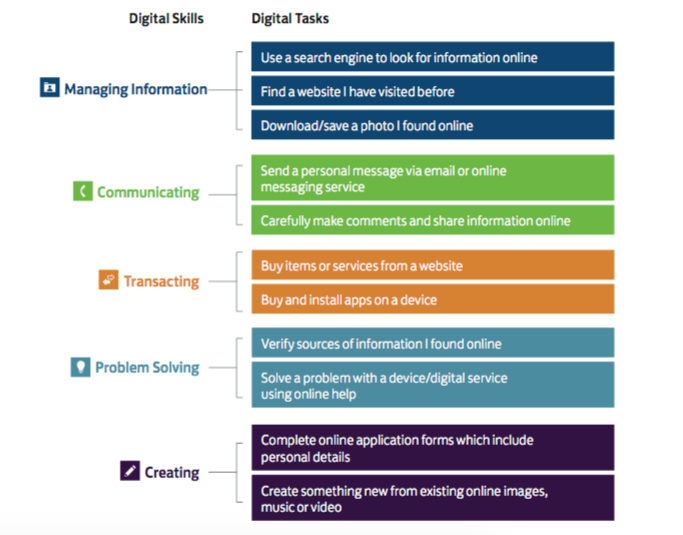 Digital Skills
Digital Tasks
Managing Information
Use a search engine to look for information online
Find a website I have visited before
Download/save a photo I found online
Communicating
Send a personal message via email or online
messaging service
Carefully make comments and share information online
Transacting
Buy items or services from a website
Buy and install apps on a device
Problem Solving
Verify sources of information I found online
Solve a problem with a device/digital service
using online help
Creating
Complete online application forms which include
personal details
Create something new from existing online images,
music or video